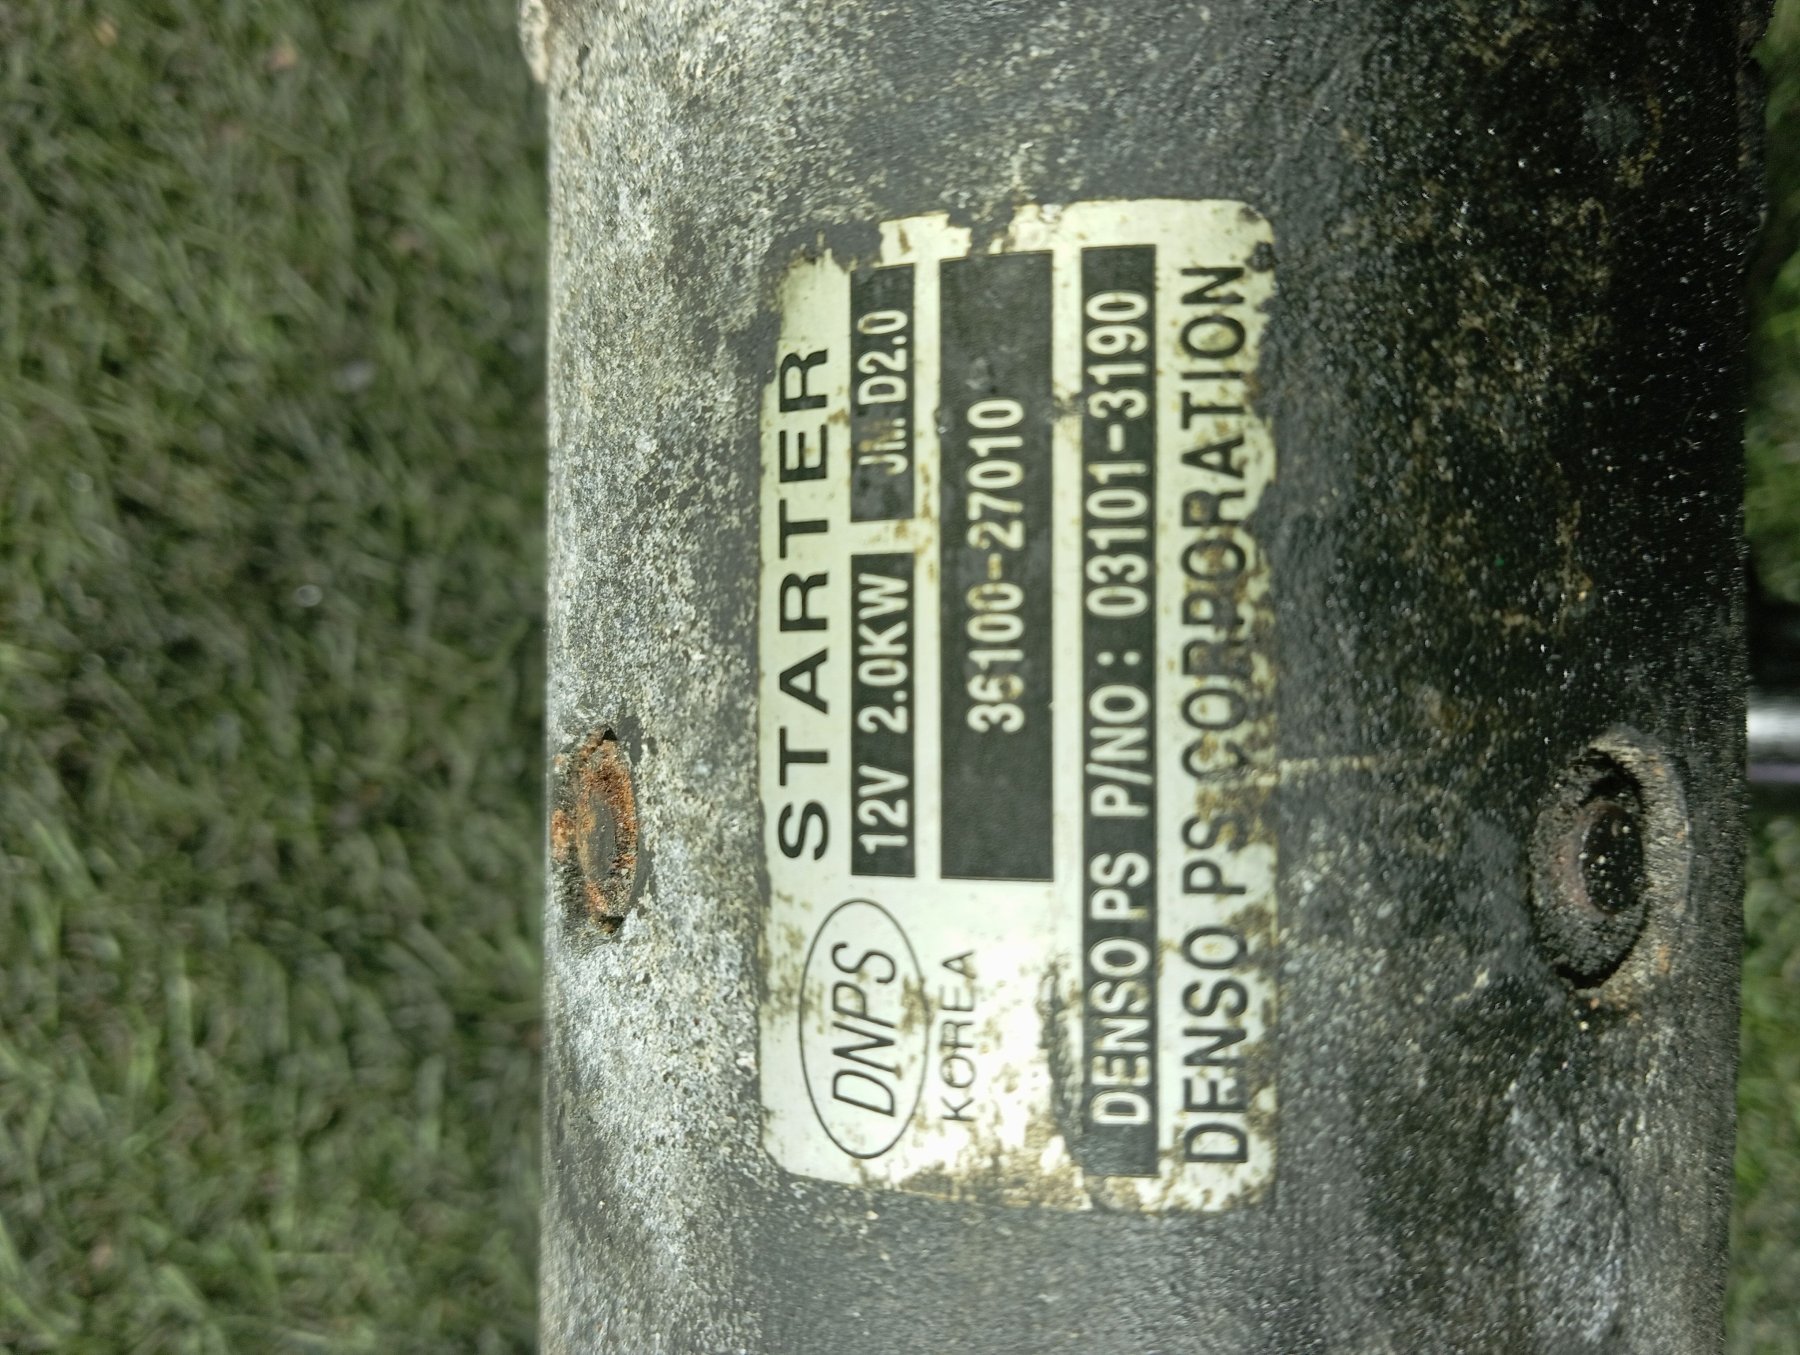 STARTER
DNPS
12V 2.0KW
JM D2.0
KOREA
36100-27010
DENSO PS P/NO : 03101-3190
DENSO PS CORPORATION